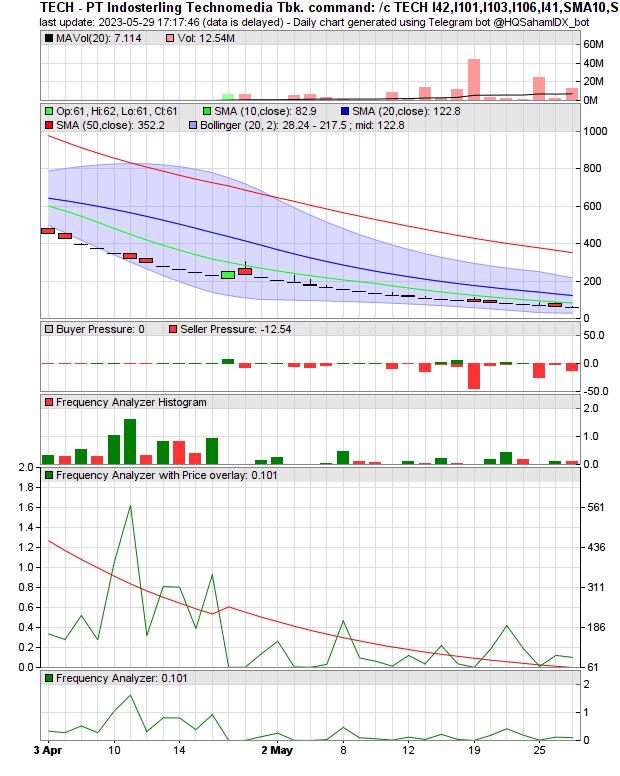 TECH - PT Indosterling Technomedia Tbk. command: /c TECH I42,I101,I103,I106,I41,SMA10,S
last update: 2023-05-29 17:17:46 (data is delayed) - Daily chart generated using Telegram bot @HQSahamIDX_bot
MAVol(20): 7.114 Vol: 12.54M
60M
40M
20M
0M
Op:61, Hi:62, Lo:61, Cl:61 SMA (10,close): 82.9 SMA (20,close): 122.8
SMA (50,close): 352.2 Bollinger (20, 2): 28.24 - 217.5 ; mid: 122.8
1000
800
600
400
200
0
Buyer Pressure: 0 Seller Pressure: -12.54
50.0
0.0
-50.0
Frequency Analyzer Histogram
2.0
1.0
0.0
Frequency Analyzer with Price overlay: 0.101
2.0
1.8
1.6
1.4
1.2
1.0
0.8
0.6
0.4
0.2
0.0
561
436
311
186
61
Frequency Analyzer: 0.101
2
1
0
3 Apr 10 14 2 May 8 12 19 25